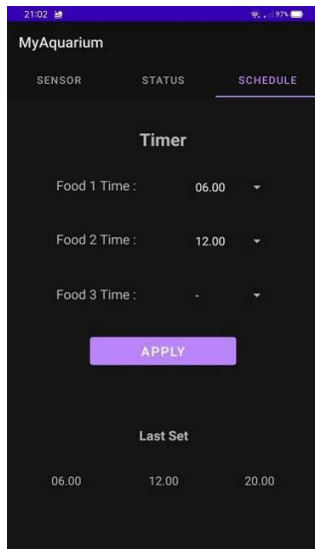 21:02 97%
MyAquarium
SENSOR STATUS SCHEDULE
Timer
Food 1 Time : 06.00
Food 2 Time : 12.00
Food 3 Time : -
APPLY
Last Set
06.00 12.00 20.00